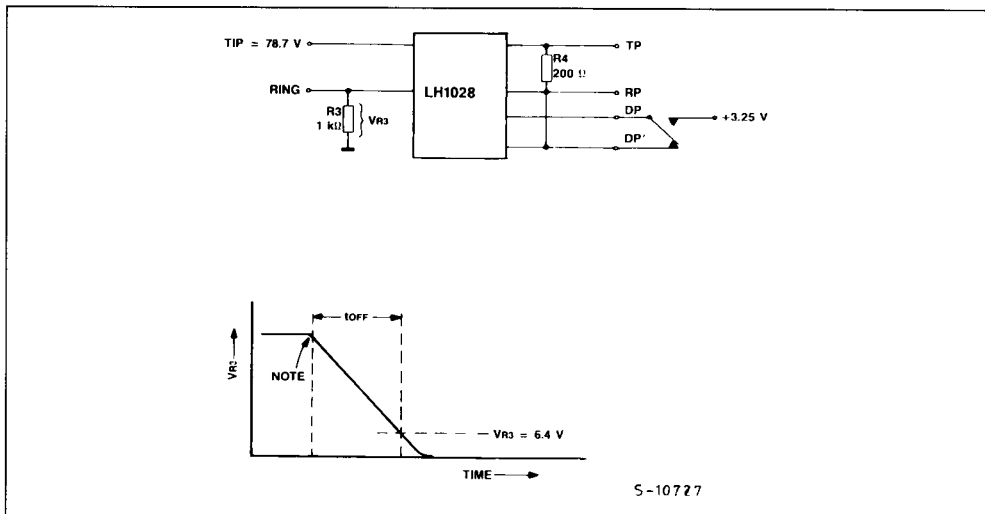 TIP = 78.7 V
TP
R4
200 Ω
RING
LH1028
RP
R3
1 kΩ
VR3
DP
+3.25 V
DP'
tOFF
VR3
NOTE
VR3 = 6.4 V
TIME
S-10727